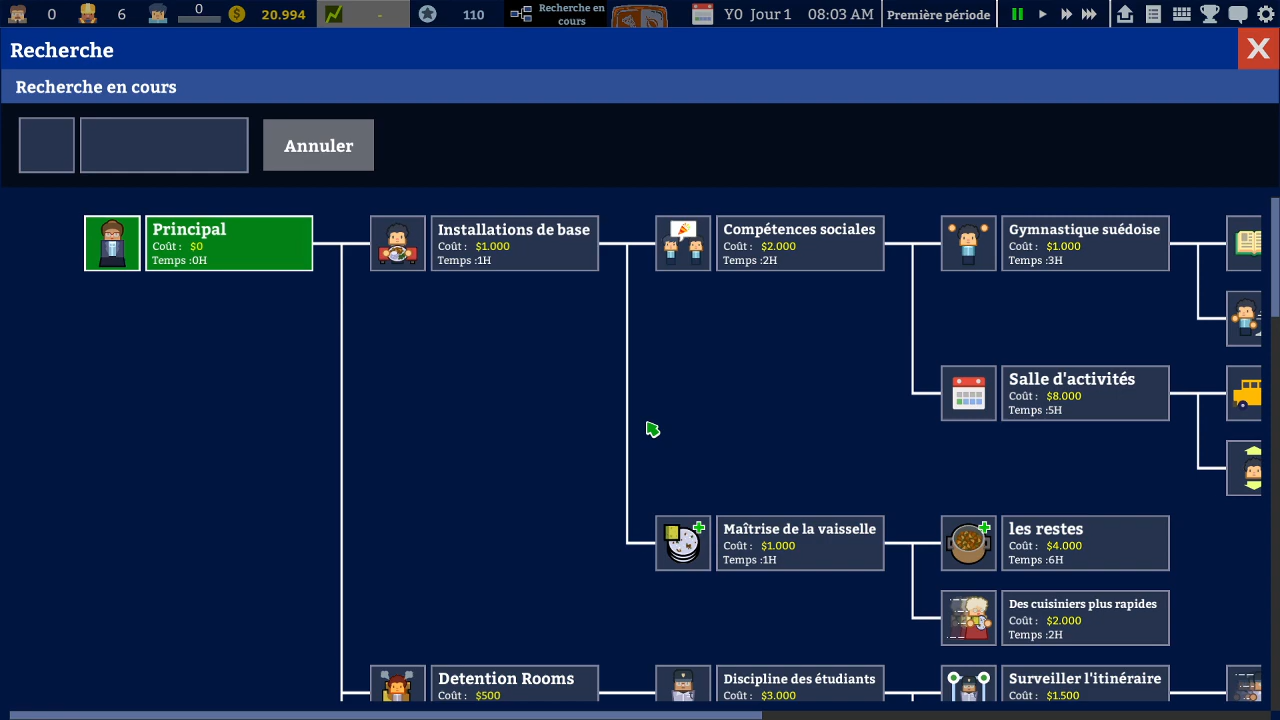 0 6 0 20.994 - 110 Recherche en cours Y0 Jour 1 08:03 AM Première période
Recherche
X
Recherche en cours
Annuler
Principal
Coût : $0
Temps :0H
Installations de base
Coût : $1.000
Temps :1H
Compétences sociales
Coût : $2.000
Temps :2H
Gymnastique suédoise
Coût : $1.000
Temps :3H
Salle d'activités
Coût : $8.000
Temps :5H
Maîtrise de la vaisselle
Coût : $1.000
Temps :1H
les restes
Coût : $4.000
Temps :6H
Des cuisiniers plus rapides
Coût : $2.000
Temps :2H
Detention Rooms
Coût : $500
Discipline des étudiants
Coût : $3.000
Surveiller l'itinéraire
Coût : $1.500